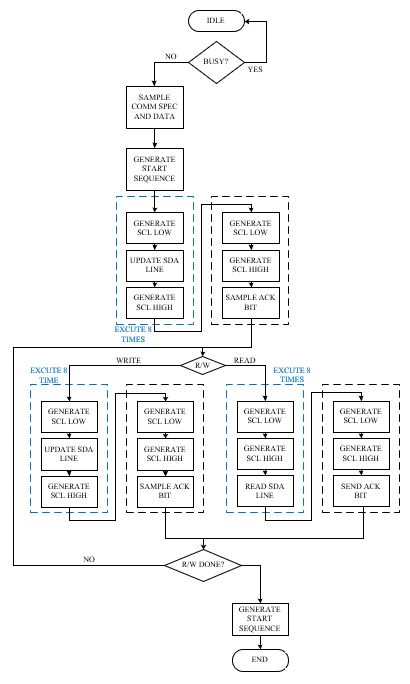 IDLE
BUSY?
NO
YES
SAMPLE
COMM SPEC
AND DATA
GENERATE
START
SEQUENCE
GENERATE
SCL LOW
UPDATE SDA
LINE
GENERATE
SCL HIGH
EXCUTE 8
TIMES
GENERATE
SCL LOW
GENERATE
SCL HIGH
SAMPLE ACK
BIT
R/W
WRITE
READ
EXCUTE 8
TIME
GENERATE
SCL LOW
UPDATE SDA
LINE
GENERATE
SCL HIGH
GENERATE
SCL LOW
GENERATE
SCL HIGH
SAMPLE ACK
BIT
EXCUTE 8
TIMES
GENERATE
SCL LOW
GENERATE
SCL HIGH
READ SDA
LINE
GENERATE
SCL LOW
GENERATE
SCL HIGH
SEND ACK
BIT
R/W DONE?
NO
GENERATE
START
SEQUENCE
END